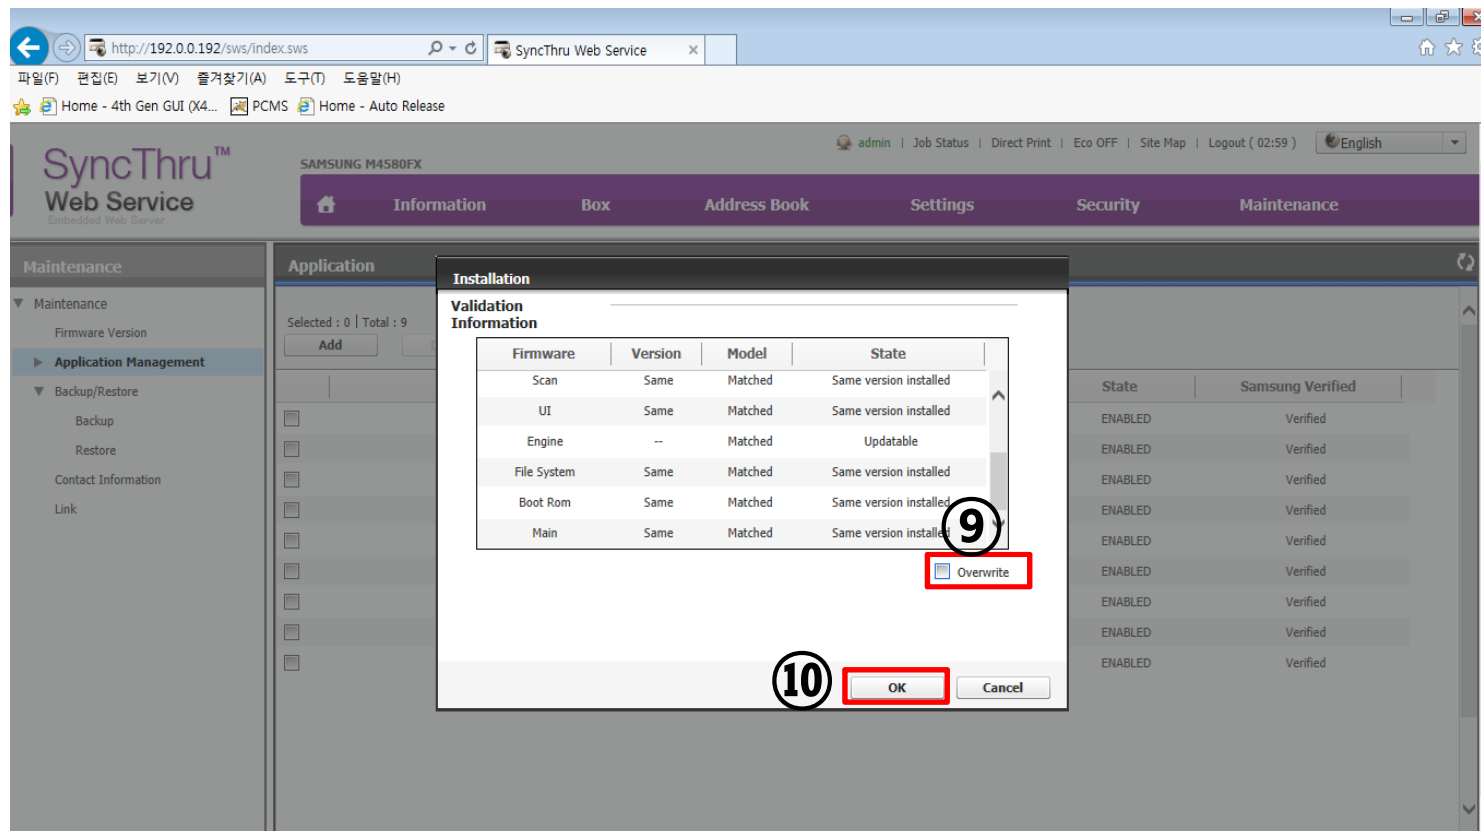 http://192.0.0.192/sws/index.sws
SyncThru Web Service
파일(F) 편집(E) 보기(V) 즐겨찾기(A) 도구(T) 도움말(H)
Home - 4th Gen GUI (X4... PCMS Home - Auto Release
SyncThru™
Web Service
Embedded Web Server
SAMSUNG M4580FX
admin | Job Status | Direct Print | Eco OFF | Site Map | Logout ( 02:59 ) English
Information Box Address Book Settings Security Maintenance
Maintenance
Maintenance
Firmware Version
Application Management
Backup/Restore
Backup
Restore
Contact Information
Link
Application
Selected : 0 | Total : 9
Add
State Samsung Verified
ENABLED Verified
ENABLED Verified
ENABLED Verified
ENABLED Verified
ENABLED Verified
ENABLED Verified
ENABLED Verified
ENABLED Verified
ENABLED Verified
Installation
Validation
Information
Firmware Version Model State
Scan Same Matched Same version installed
UI Same Matched Same version installed
Engine -- Matched Updatable
File System Same Matched Same version installed
Boot Rom Same Matched Same version installed
Main Same Matched Same version installed
⑨
Overwrite
⑩
OK Cancel